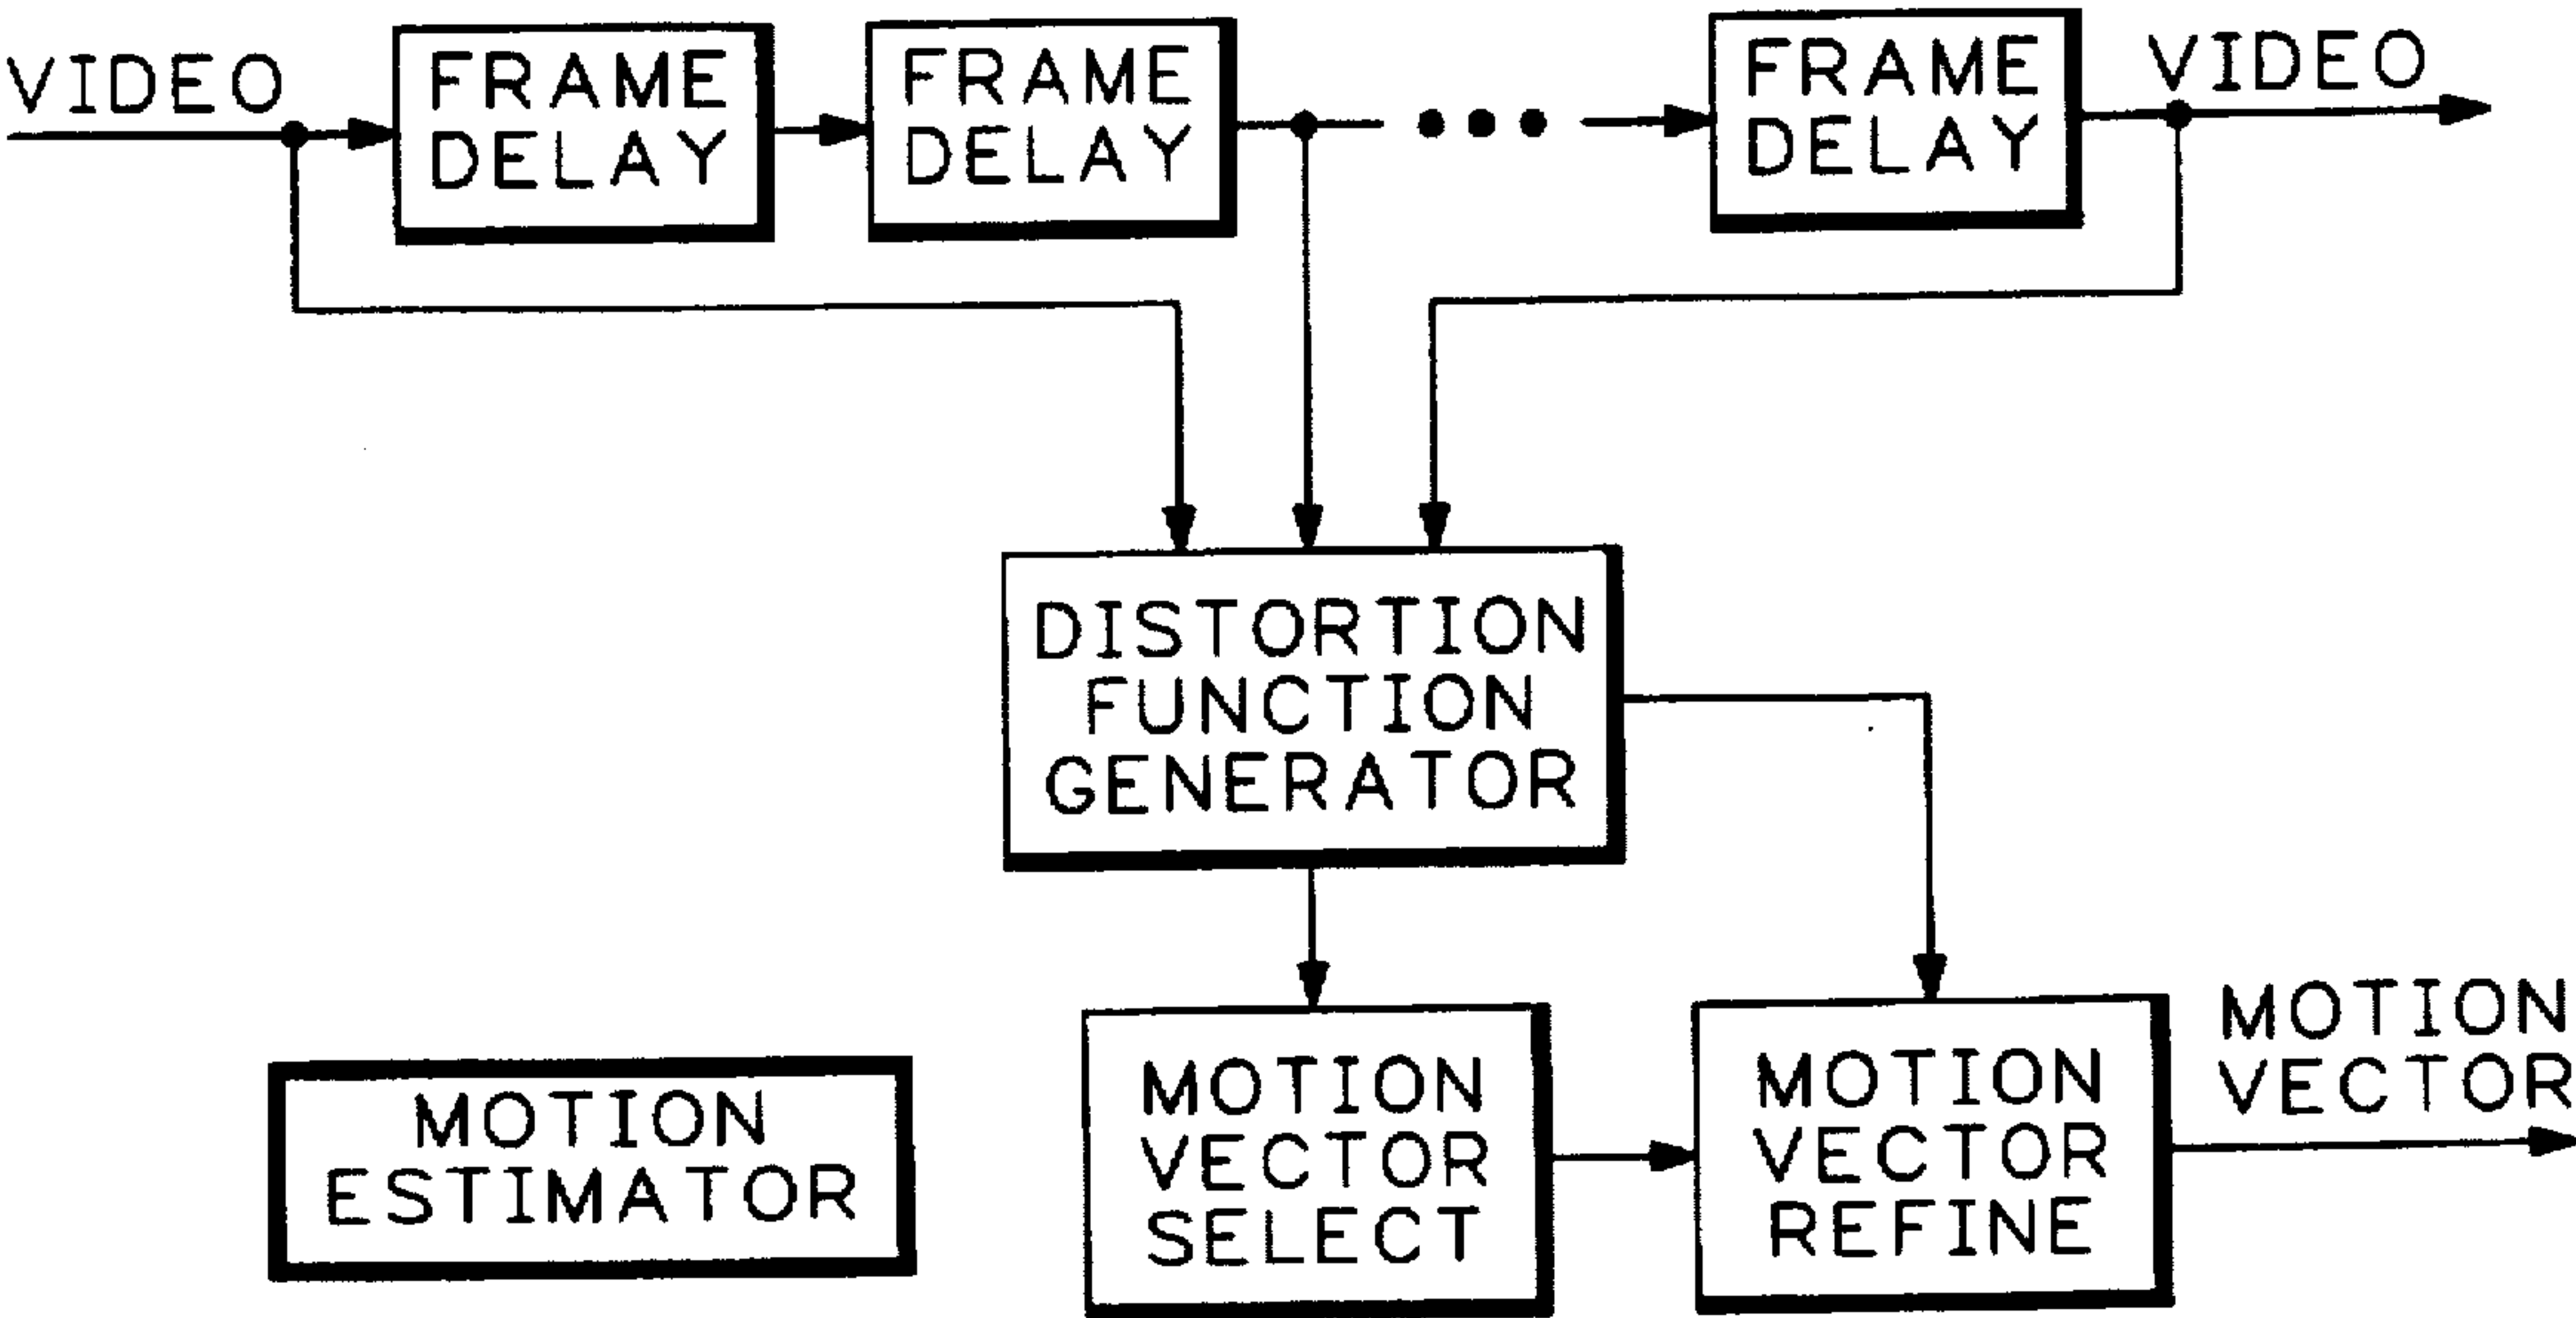 VIDEO
FRAME
DELAY
FRAME
DELAY
FRAME
DELAY
VIDEO
DISTORTION
FUNCTION
GENERATOR
MOTION
ESTIMATOR
MOTION
VECTOR
SELECT
MOTION
VECTOR
REFINE
MOTION
VECTOR